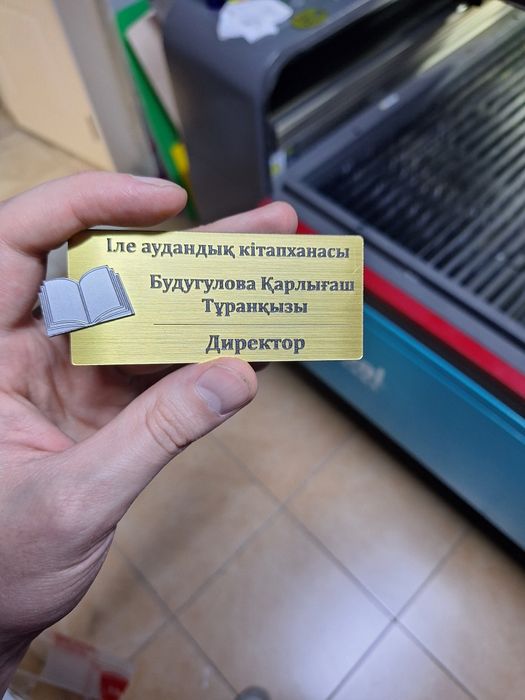 Іле аудандық кітапханасы
Будугулова Қарлығаш
Тұранқызы
Директор